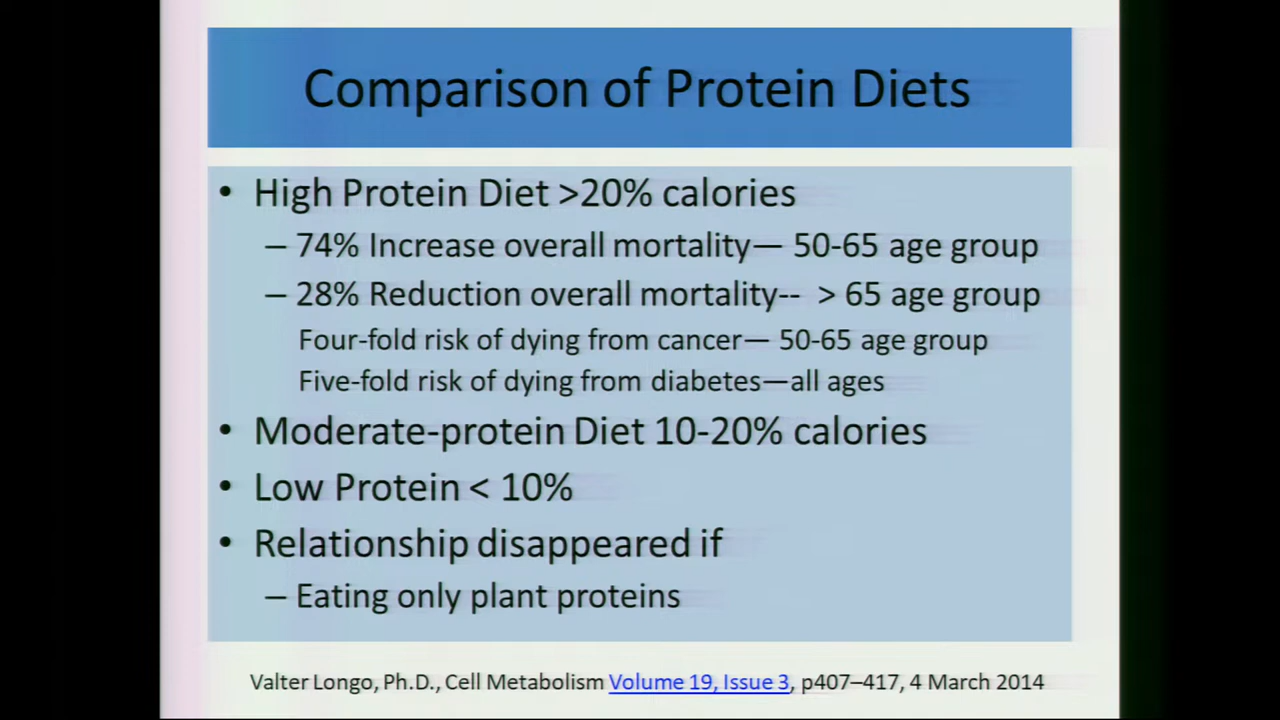 Comparison of Protein Diets
• High Protein Diet >20% calories
– 74% Increase overall mortality— 50-65 age group
– 28% Reduction overall mortality-- > 65 age group
Four-fold risk of dying from cancer— 50-65 age group
Five-fold risk of dying from diabetes—all ages
• Moderate-protein Diet 10-20% calories
• Low Protein < 10%
• Relationship disappeared if
– Eating only plant proteins
Valter Longo, Ph.D., Cell Metabolism Volume 19, Issue 3, p407–417, 4 March 2014